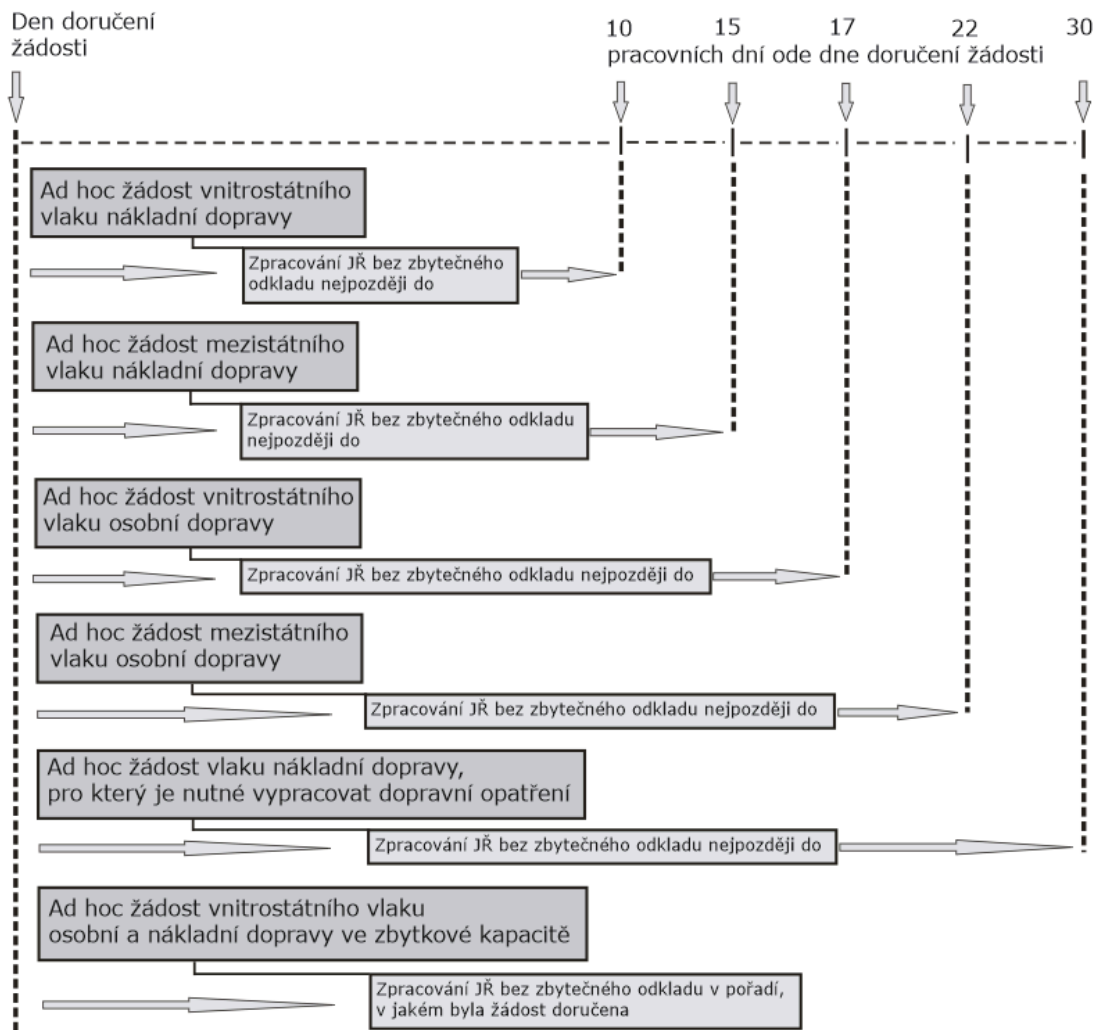 Den doručení
žádosti
10 15 17 22 30
pracovních dní ode dne doručení žádosti
Ad hoc žádost vnitrostátního
vlaku nákladní dopravy
Zpracování JŘ bez zbytečného
odkladu nejpozději do
Ad hoc žádost mezistátního
vlaku nákladní dopravy
Zpracování JŘ bez zbytečného odkladu
nejpozději do
Ad hoc žádost vnitrostátního
vlaku osobní dopravy
Zpracování JŘ bez zbytečného odkladu nejpozději do
Ad hoc žádost mezistátního
vlaku osobní dopravy
Zpracování JŘ bez zbytečného odkladu nejpozději do
Ad hoc žádost vlaku nákladní dopravy,
pro který je nutné vypracovat dopravní opatření
Zpracování JŘ bez zbytečného odkladu nejpozději do
Ad hoc žádost vnitrostátního vlaku
osobní a nákladní dopravy ve zbytkové kapacitě
Zpracování JŘ bez zbytečného odkladu v pořadí,
v jakém byla žádost doručena